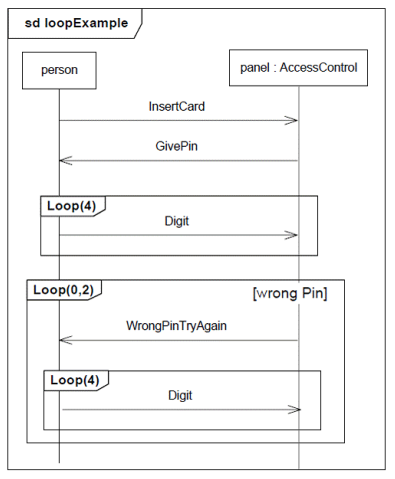 sd loopExample
person
panel : AccessControl
InsertCard
GivePin
Loop(4)
Digit
Loop(0,2)
[wrong Pin]
WrongPinTryAgain
Loop(4)
Digit